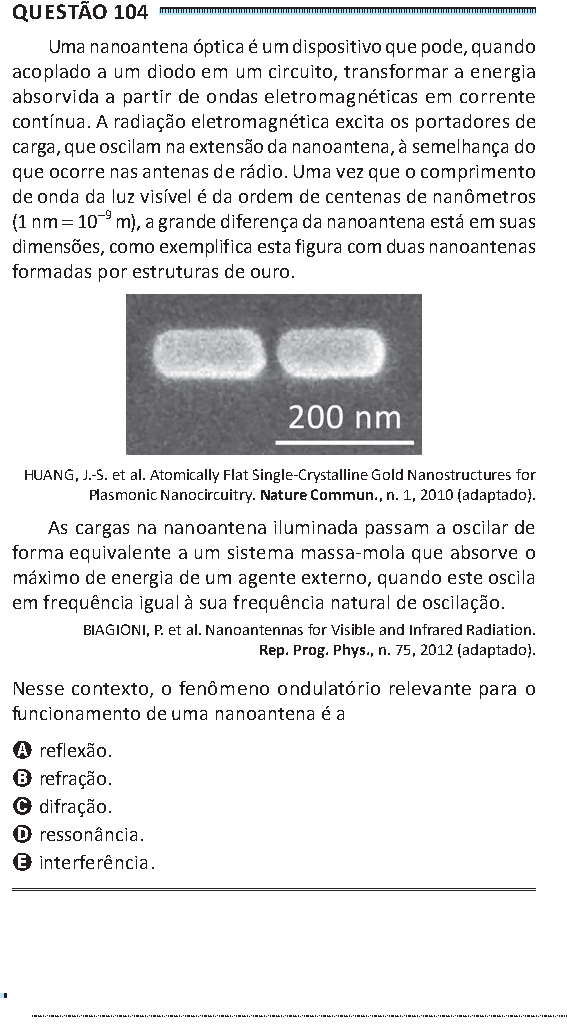 QUESTÃO 104
Uma nanoantena óptica é um dispositivo que pode, quando
acoplado a um diodo em um circuito, transformar a energia
absorvida a partir de ondas eletromagnéticas em corrente
contínua. A radiação eletromagnética excita os portadores de
carga, que oscilam na extensão da nanoantena, à semelhança do
que ocorre nas antenas de rádio. Uma vez que o comprimento
de onda da luz visível é da ordem de centenas de nanômetros
(1 nm = 10⁻⁹ m), a grande diferença da nanoantena está em suas
dimensões, como exemplifica esta figura com duas nanoantenas
formadas por estruturas de ouro.
200 nm
HUANG, J.-S. et al. Atomically Flat Single-Crystalline Gold Nanostructures for
Plasmonic Nanocircuitry. Nature Commun., n. 1, 2010 (adaptado).
As cargas na nanoantena iluminada passam a oscilar de
forma equivalente a um sistema massa-mola que absorve o
máximo de energia de um agente externo, quando este oscila
em frequência igual à sua frequência natural de oscilação.
BIAGIONI, P. et al. Nanoantennas for Visible and Infrared Radiation.
Rep. Prog. Phys., n. 75, 2012 (adaptado).
Nesse contexto, o fenômeno ondulatório relevante para o
funcionamento de uma nanoantena é a
A reflexão.
B refração.
C difração.
D ressonância.
E interferência.